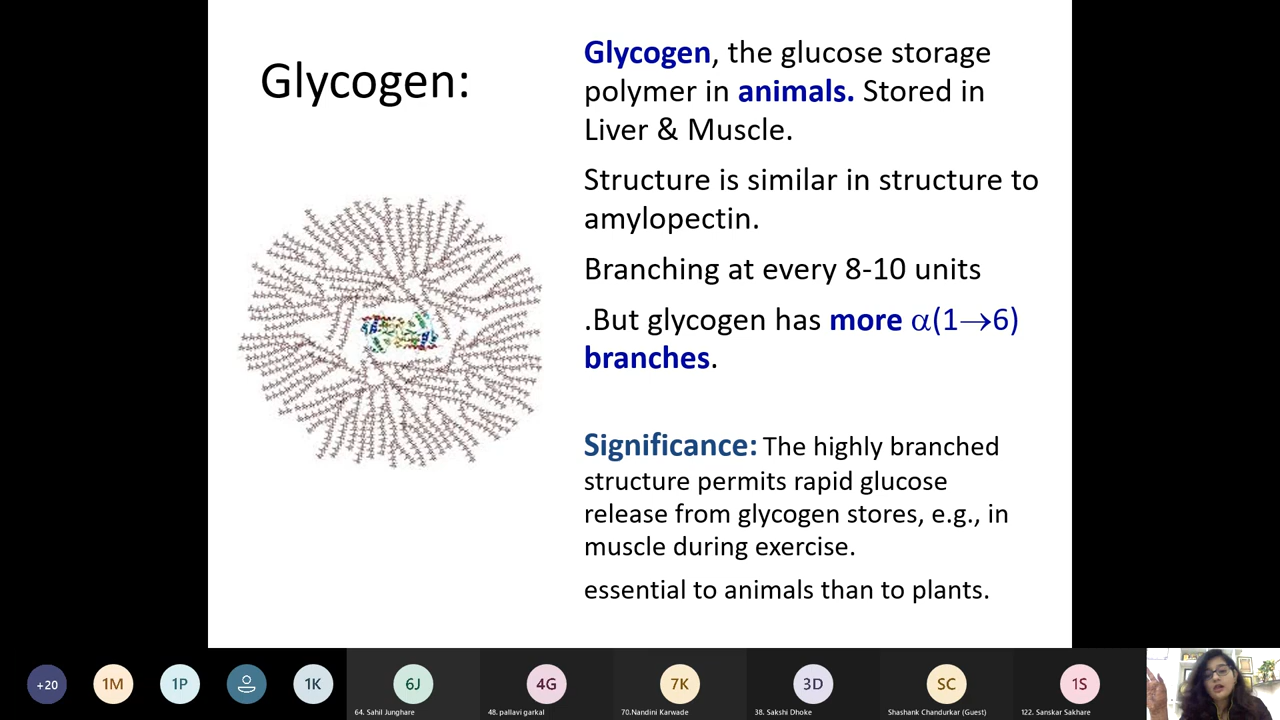 Glycogen:
Glycogen, the glucose storage
polymer in animals. Stored in
Liver & Muscle.
Structure is similar in structure to
amylopectin.
Branching at every 8-10 units
.But glycogen has more α(1→6)
branches.
Significance: The highly branched
structure permits rapid glucose
release from glycogen stores, e.g., in
muscle during exercise.
essential to animals than to plants.
+20
1M
1P
1K
6J
4G
7K
3D
SC
1S
64. Sahil Junghare
48. pallavi garkal
70.Nandini Karwade
38. Sakshi Dhoke
Shashank Chandurkar (Guest)
122. Sanskar Sakhare